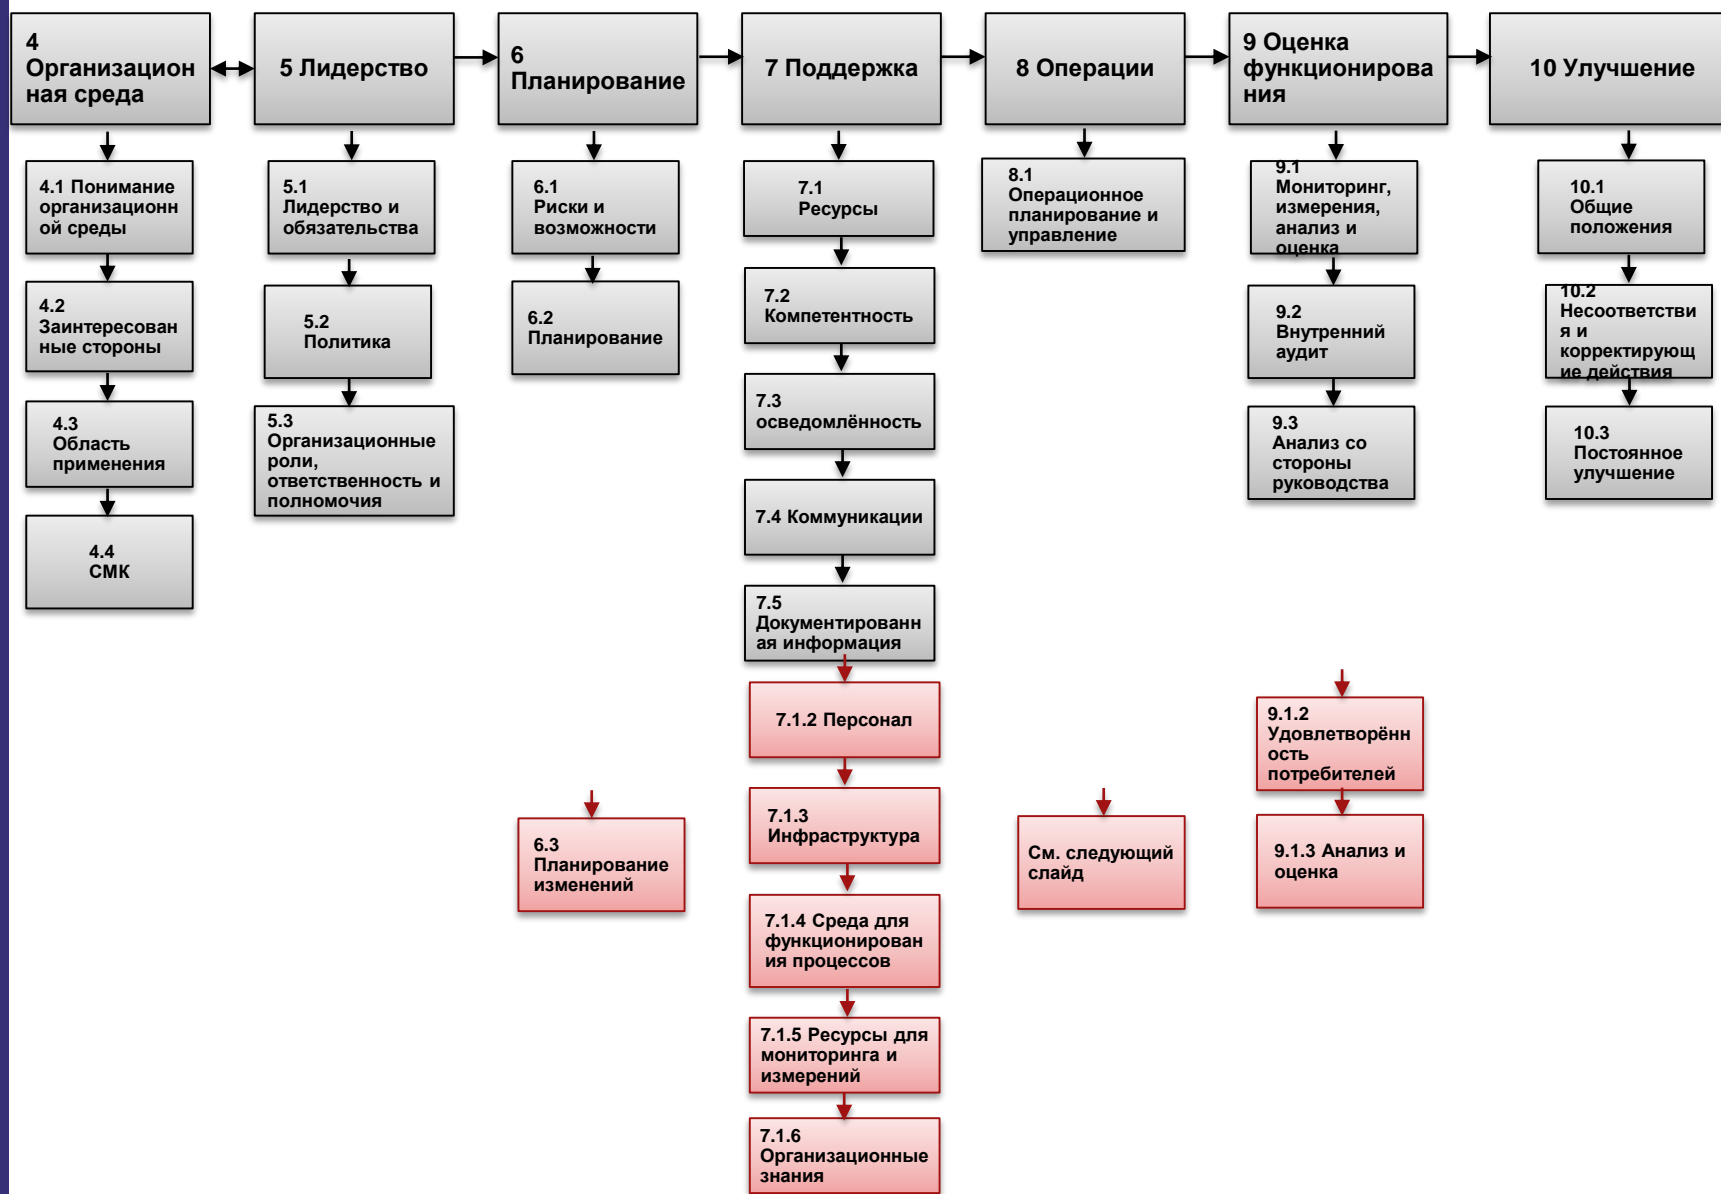 4
Организацион
ная среда
5 Лидерство
6
Планирование
7 Поддержка
8 Операции
9 Оценка
функционирова
ния
10 Улучшение
4.1 Понимание
организационн
ой среды
4.2
Заинтересован
ные стороны
4.3
Область
применения
4.4
СМК
5.1
Лидерство и
обязательства
5.2
Политика
5.3
Организационные
роли,
ответственность и
полномочия
6.1
Риски и
возможности
6.2
Планирование
6.3
Планирование
изменений
7.1
Ресурсы
7.2
Компетентность
7.3
осведомлённость
7.4 Коммуникации
7.5
Документированн
ая информация
7.1.2 Персонал
7.1.3
Инфраструктура
7.1.4 Среда для
функционирован
ия процессов
7.1.5 Ресурсы для
мониторинга и
измерений
7.1.6
Организационные
знания
8.1
Операционное
планирование и
управление
См. следующий
слайд
9.1
Мониторинг,
измерения,
анализ и
оценка
9.2
Внутренний
аудит
9.3
Анализ со
стороны
руководства
9.1.2
Удовлетворённ
ость
потребителей
9.1.3 Анализ и
оценка
10.1
Общие
положения
10.2
Несоответстви
я и
корректирующ
ие действия
10.3
Постоянное
улучшение